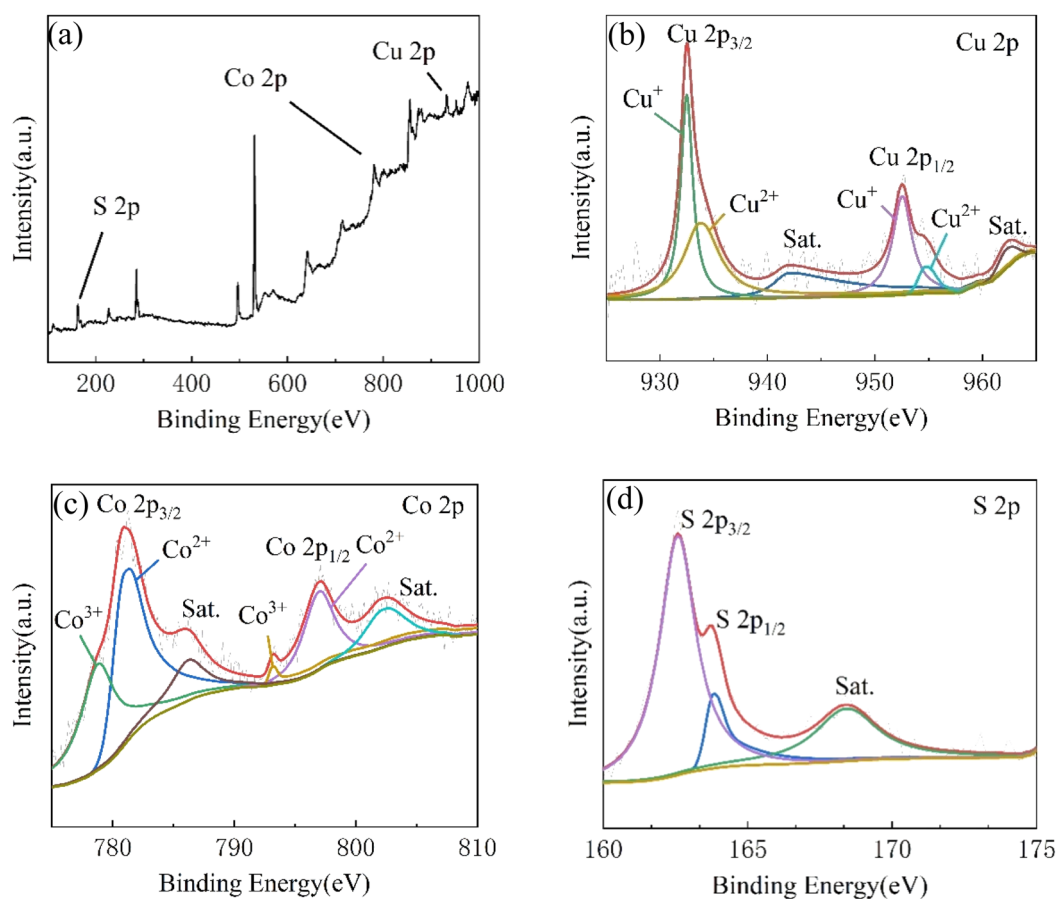 (a)
Cu 2p
Co 2p
S 2p
Intensity(a.u.)
200 400 600 800 1000
Binding Energy(eV)
(b)
Cu 2p3/2
Cu 2p
Cu+
Cu 2p1/2
Cu2+
Cu+
Cu2+
Sat.
Sat.
Intensity(a.u.)
930 940 950 960
Binding Energy(eV)
(c)
Co 2p3/2
Co 2p
Co2+
Co 2p1/2
Co2+
Co3+
Sat.
Co3+
Sat.
Intensity(a.u.)
780 790 800 810
Binding Energy(eV)
(d)
S 2p3/2
S 2p
S 2p1/2
Sat.
Intensity(a.u.)
160 165 170 175
Binding Energy(eV)